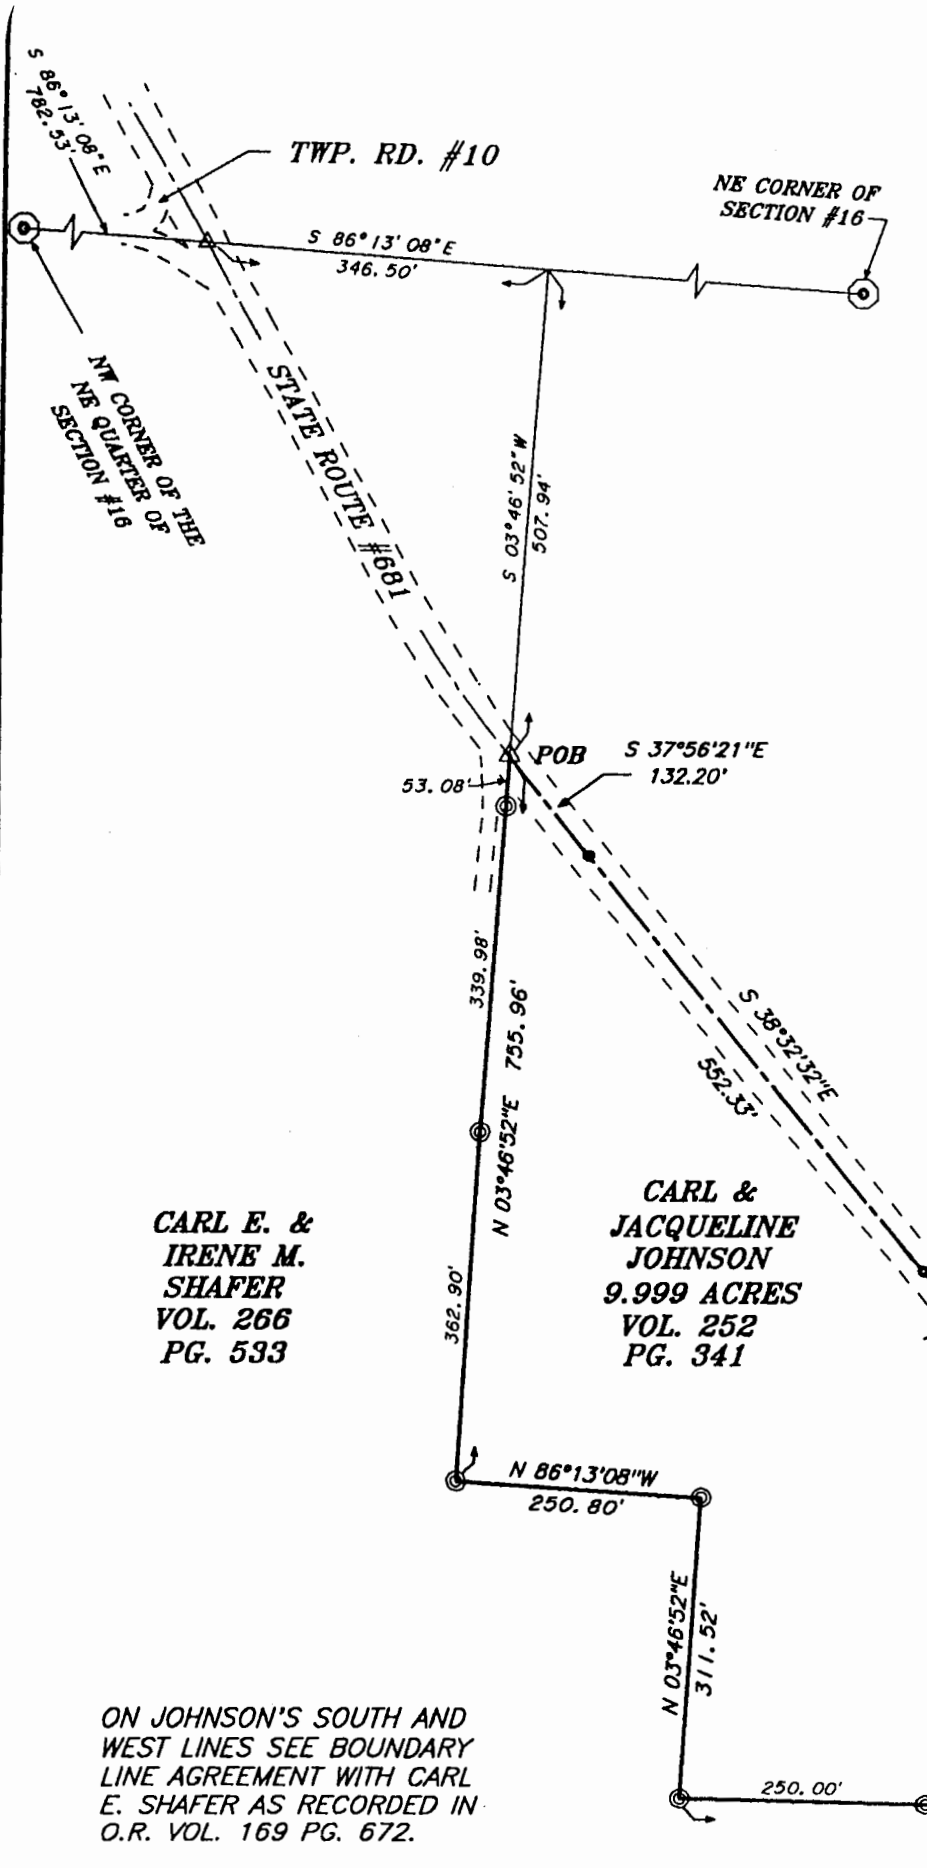 S 86°13'08"E
782.53'
TWP. RD. #10
NE CORNER OF
SECTION #16
S 86°13'08"E
346.50'
NW CORNER OF THE
NE QUARTER OF
SECTION #16
STATE ROUTE #681
S 03°46'52"W
507.94'
POB
S 37°56'21"E
132.20'
53.08'
339.98'
N 03°46'52"E 755.96'
S 38°32'32"E
552.33'
CARL E. &
IRENE M.
SHAFER
VOL. 266
PG. 533
CARL &
JACQUELINE
JOHNSON
9.999 ACRES
VOL. 252
PG. 341
362.90'
N 86°13'08"W
250.80'
N 03°46'52"E
311.52'
250.00'
ON JOHNSON'S SOUTH AND
WEST LINES SEE BOUNDARY
LINE AGREEMENT WITH CARL
E. SHAFER AS RECORDED IN
O.R. VOL. 169 PG. 672.